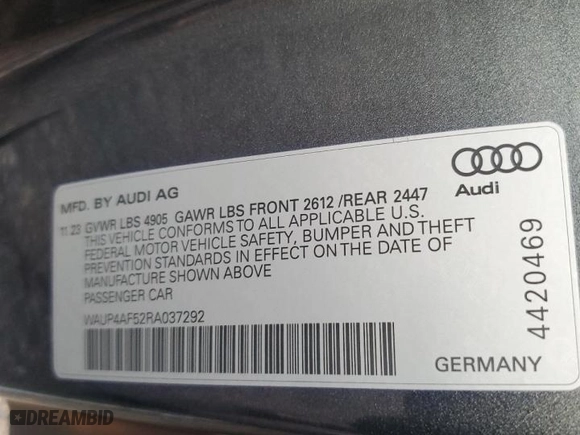 MFD. BY AUDI AG
11 23 GVWR LBS 4905 GAWR LBS FRONT 2612 /REAR 2447
THIS VEHICLE CONFORMS TO ALL APPLICABLE U.S.
FEDERAL MOTOR VEHICLE SAFETY, BUMPER AND THEFT
PREVENTION STANDARDS IN EFFECT ON THE DATE OF
MANUFACTURE SHOWN ABOVE
PASSENGER CAR
WAUP4AF52RA037292
Audi
4420469
GERMANY
DREAMBID